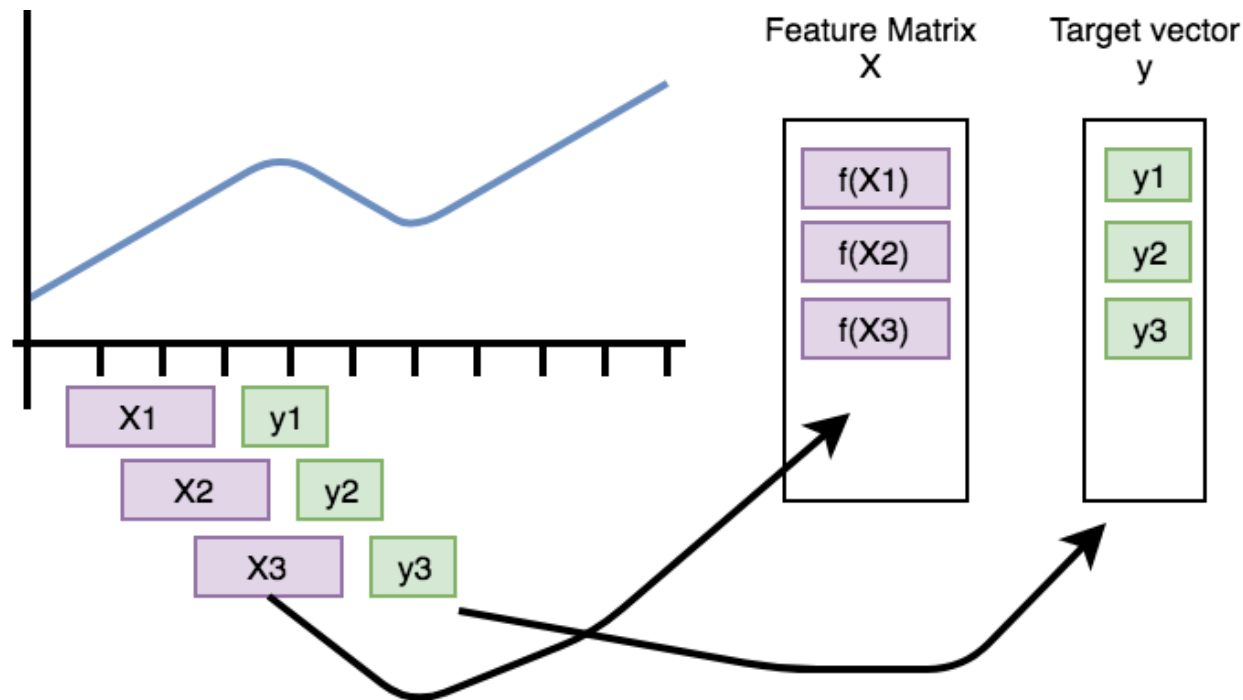 Feature Matrix
X
Target vector
y
f(X1)
y1
f(X2)
y2
f(X3)
y3
X1
y1
X2
y2
X3
y3